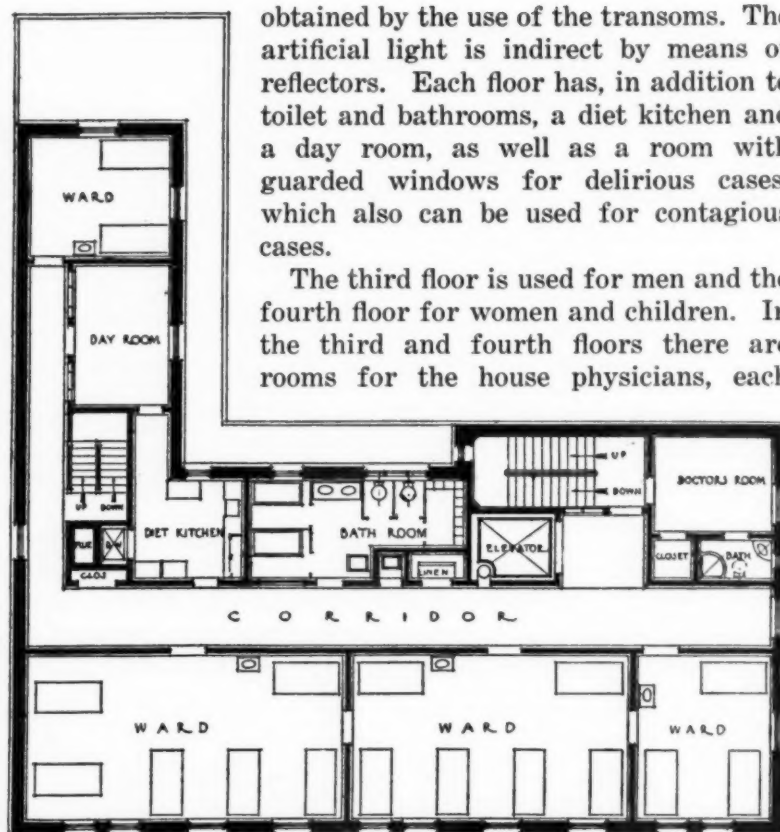 obtained by the use of the transoms. The
artificial light is indirect by means of
reflectors. Each floor has, in addition to
toilet and bathrooms, a diet kitchen and
a day room, as well as a room with
guarded windows for delirious cases,
which also can be used for contagious
cases.
The third floor is used for men and the
fourth floor for women and children. In
the third and fourth floors there are
rooms for the house physicians, each
WARD
DAY ROOM
UP DOWN
FLUE D.W.
CLOS
DIET KITCHEN
BATH ROOM
LINEN
ELEVATOR
UP
DOWN
DOCTORS ROOM
CLOSET
BATH
CORRIDOR
WARD
WARD
WARD